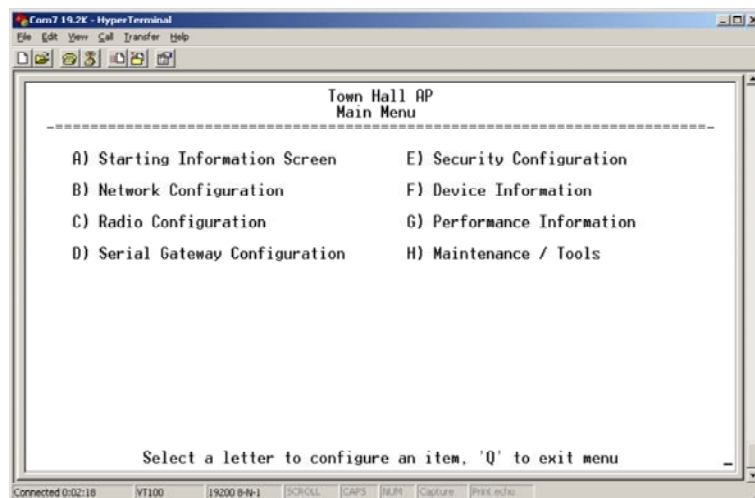 Com7 19.2K - HyperTerminal
File Edit View Call Transfer Help
Town Hall AP
Main Menu
-==========================================================================-
A) Starting Information Screen E) Security Configuration
B) Network Configuration F) Device Information
C) Radio Configuration G) Performance Information
D) Serial Gateway Configuration H) Maintenance / Tools
Select a letter to configure an item, 'Q' to exit menu _
Connected 0:02:18 VT100 19200 8-N-1 SCROLL CAPS NUM Capture Print echo